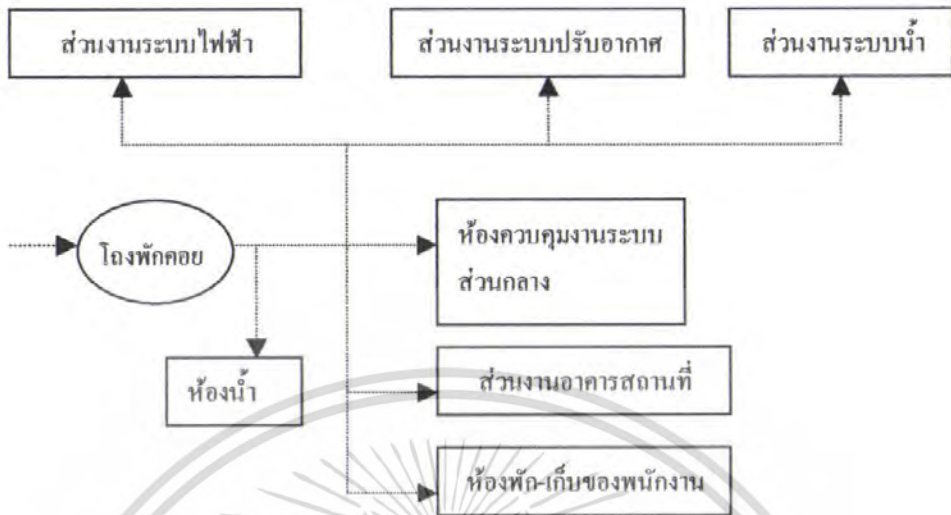 ส่วนงานระบบไฟฟ้า
ส่วนงานระบบปรับอากาศ
ส่วนงานระบบน้ำ
โถงพักคอย
ห้องควบคุมงานระบบ
ส่วนกลาง
ห้องน้ำ
ส่วนงานอาคารสถานที่
ห้องพัก-เก็บของพนักงาน